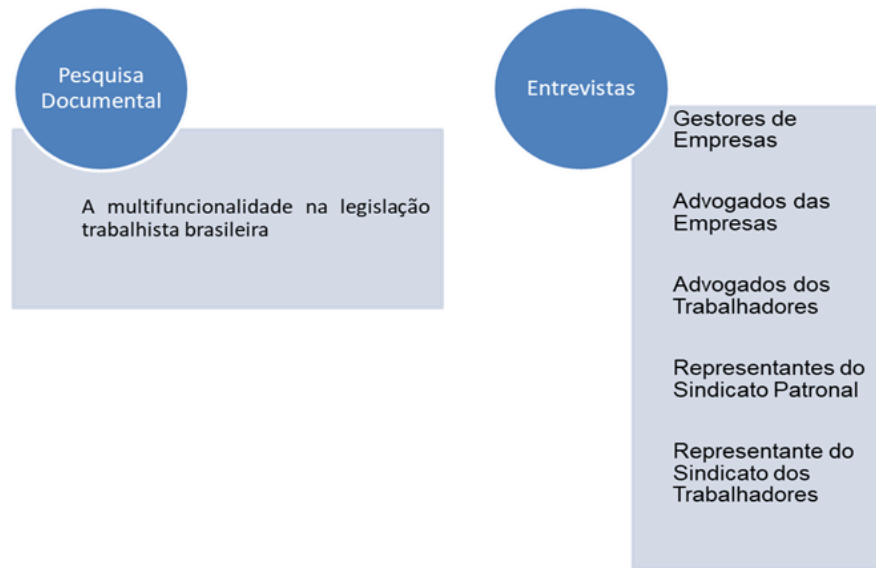 Pesquisa
Documental
A multifuncionalidade na legislação
trabalhista brasileira
Entrevistas
Gestores de
Empresas
Advogados das
Empresas
Advogados dos
Trabalhadores
Representantes do
Sindicato Patronal
Representante do
Sindicato dos
Trabalhadores